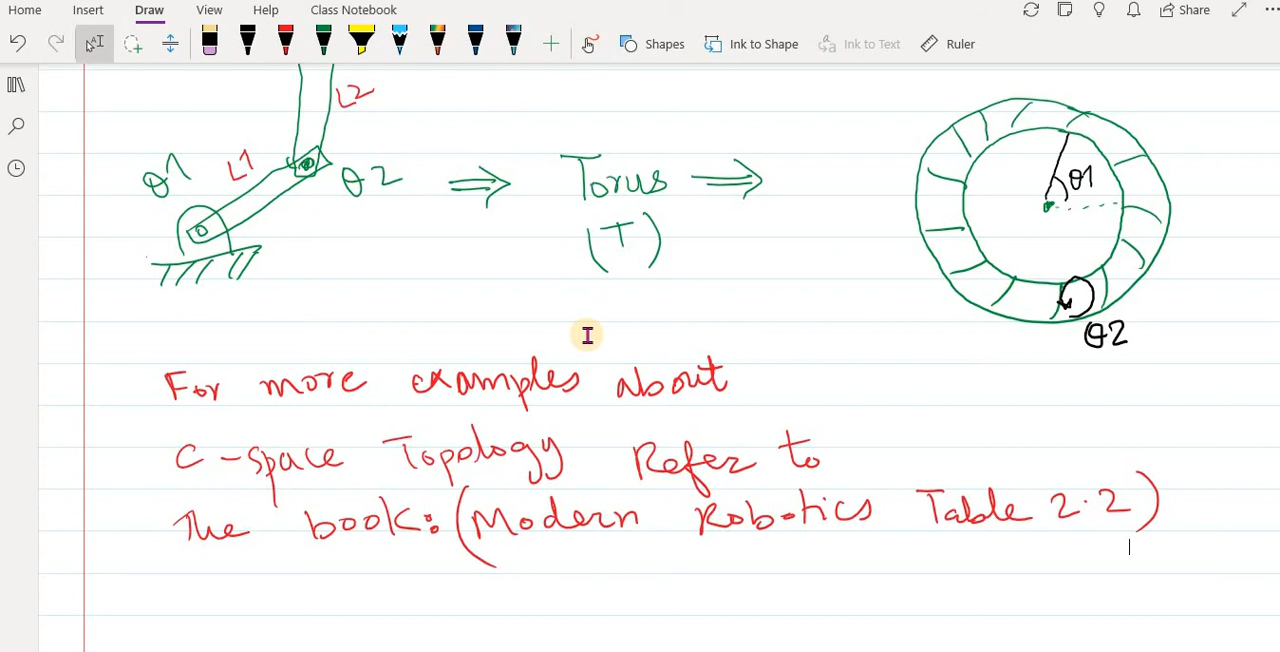 Home Insert Draw View Help Class Notebook Share
Shapes Ink to Shape Ink to Text Ruler
L2
θ1 L1 θ2 ⇒ Torus ⇒ θ1
(T)
θ2
For more examples about
C-space Topology Refer to
The book: (Modern Robotics Table 2.2)